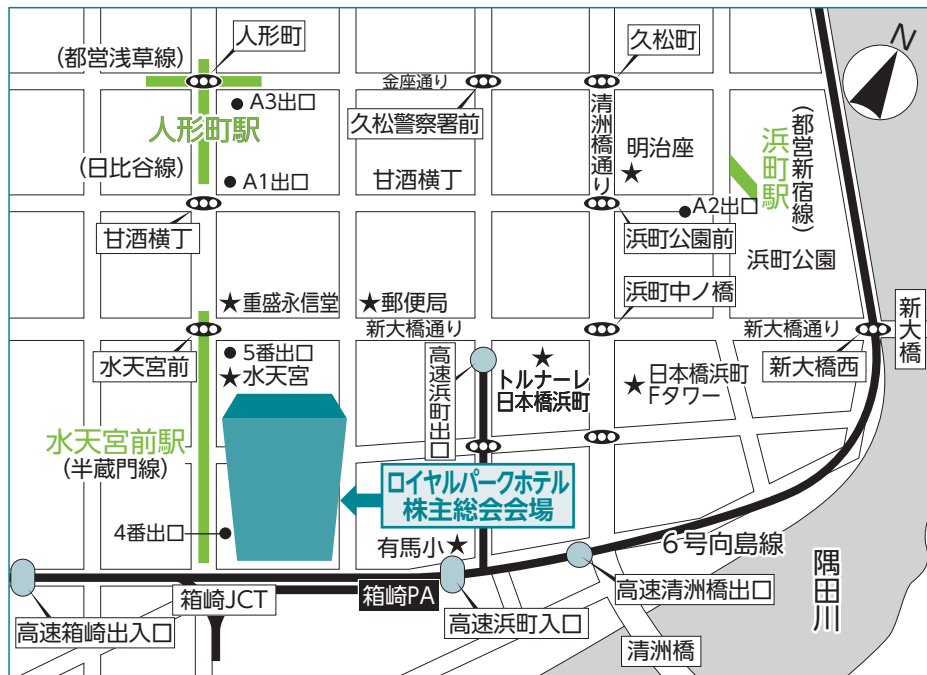 人形町
久松町
N
(都営浅草線)
金座通り
A3出口
久松警察署前
清洲橋通り
人形町駅
明治座
浜町駅
(都営新宿線)
(日比谷線)
A1出口
甘酒横丁
A2出口
甘酒横丁
浜町公園前
浜町公園
浜町中ノ橋
重盛永信堂
郵便局
新大橋通り
新大橋通り
新大橋
水天宮前
5番出口
水天宮
高速浜町出口
トルナーレ
日本橋浜町
日本橋浜町
Fタワー
新大橋西
水天宮前駅
(半蔵門線)
ロイヤルパークホテル
株主総会会場
4番出口
有馬小
6号向島線
隅田川
箱崎JCT
箱崎PA
高速清洲橋出口
高速箱崎出入口
高速浜町入口
清洲橋